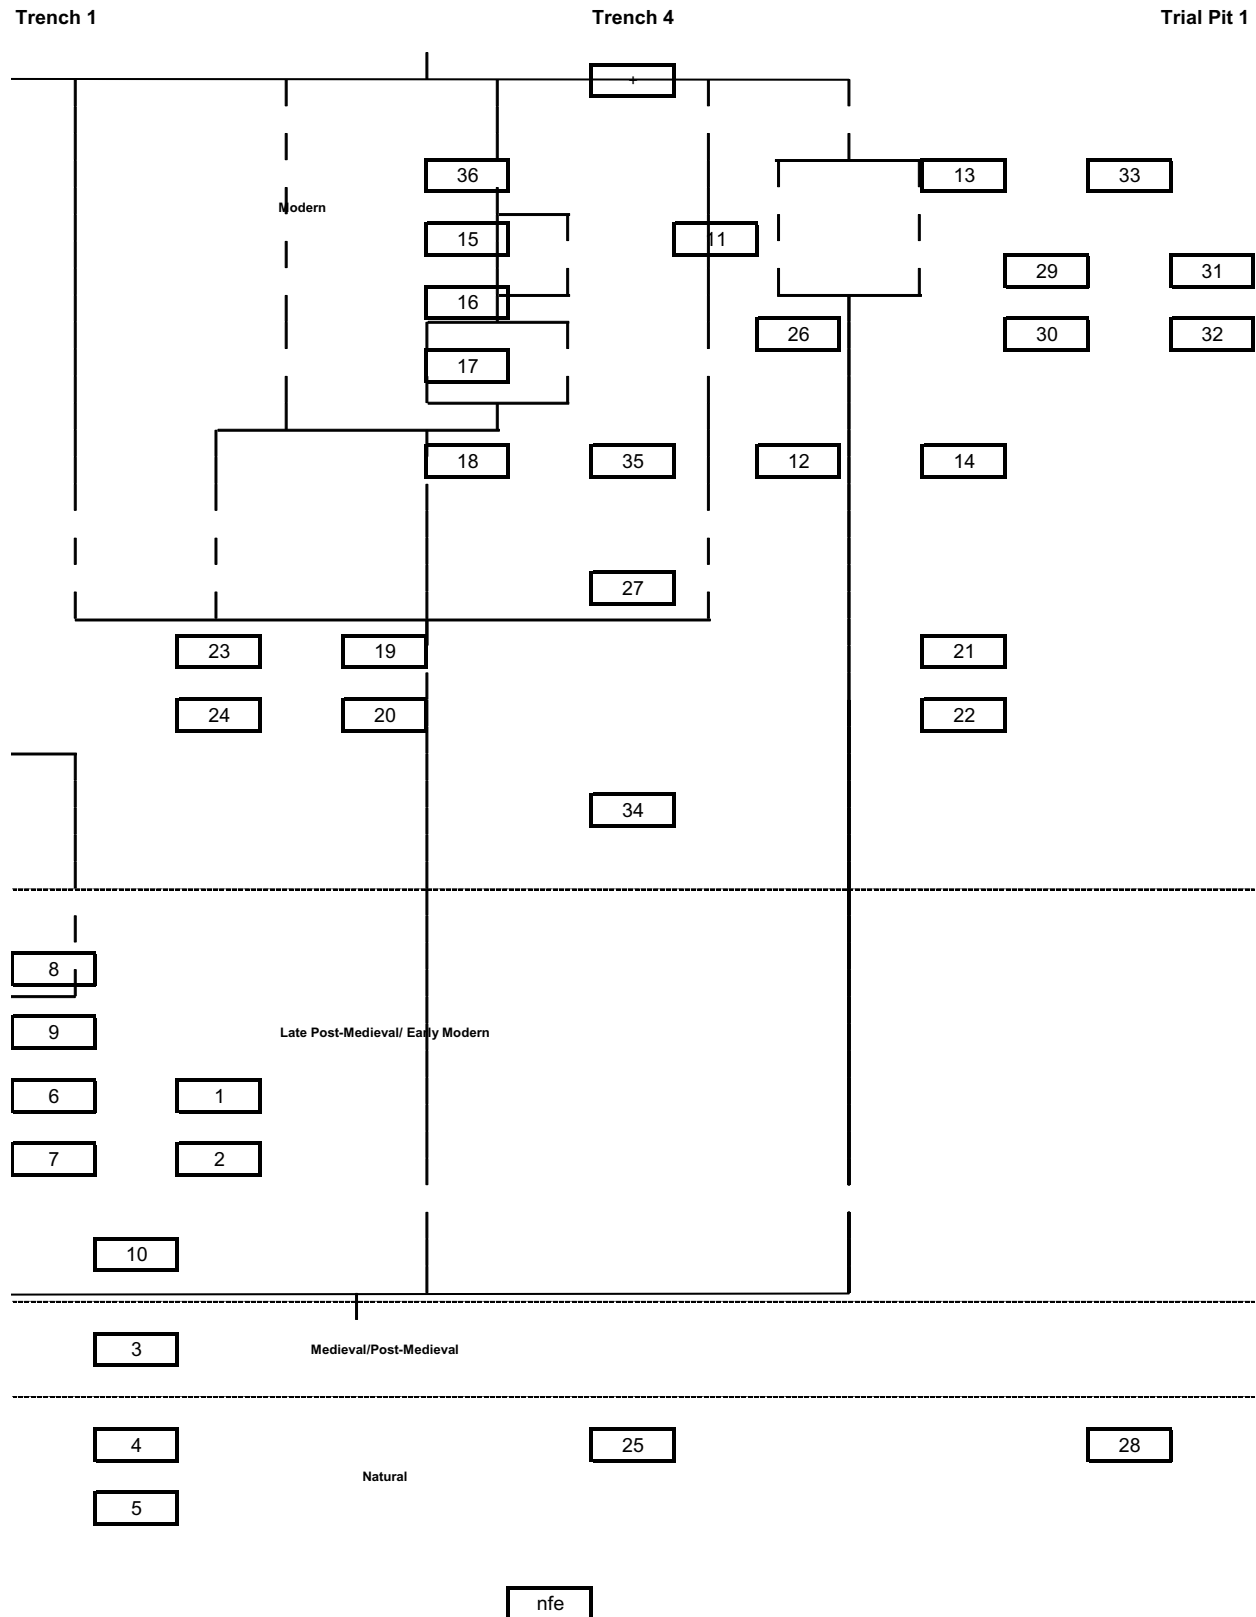 Trench 1 Trench 4 Trial Pit 1
+
36 13 33
Modern
15 11
29 31
16
26 30 32
17
18 35 12 14
27
23 19 21
24 20 22
34
8
9 Late Post-Medieval/ Early Modern
6 1
7 2
10
3 Medieval/Post-Medieval
4 25 28
Natural
5
nfe